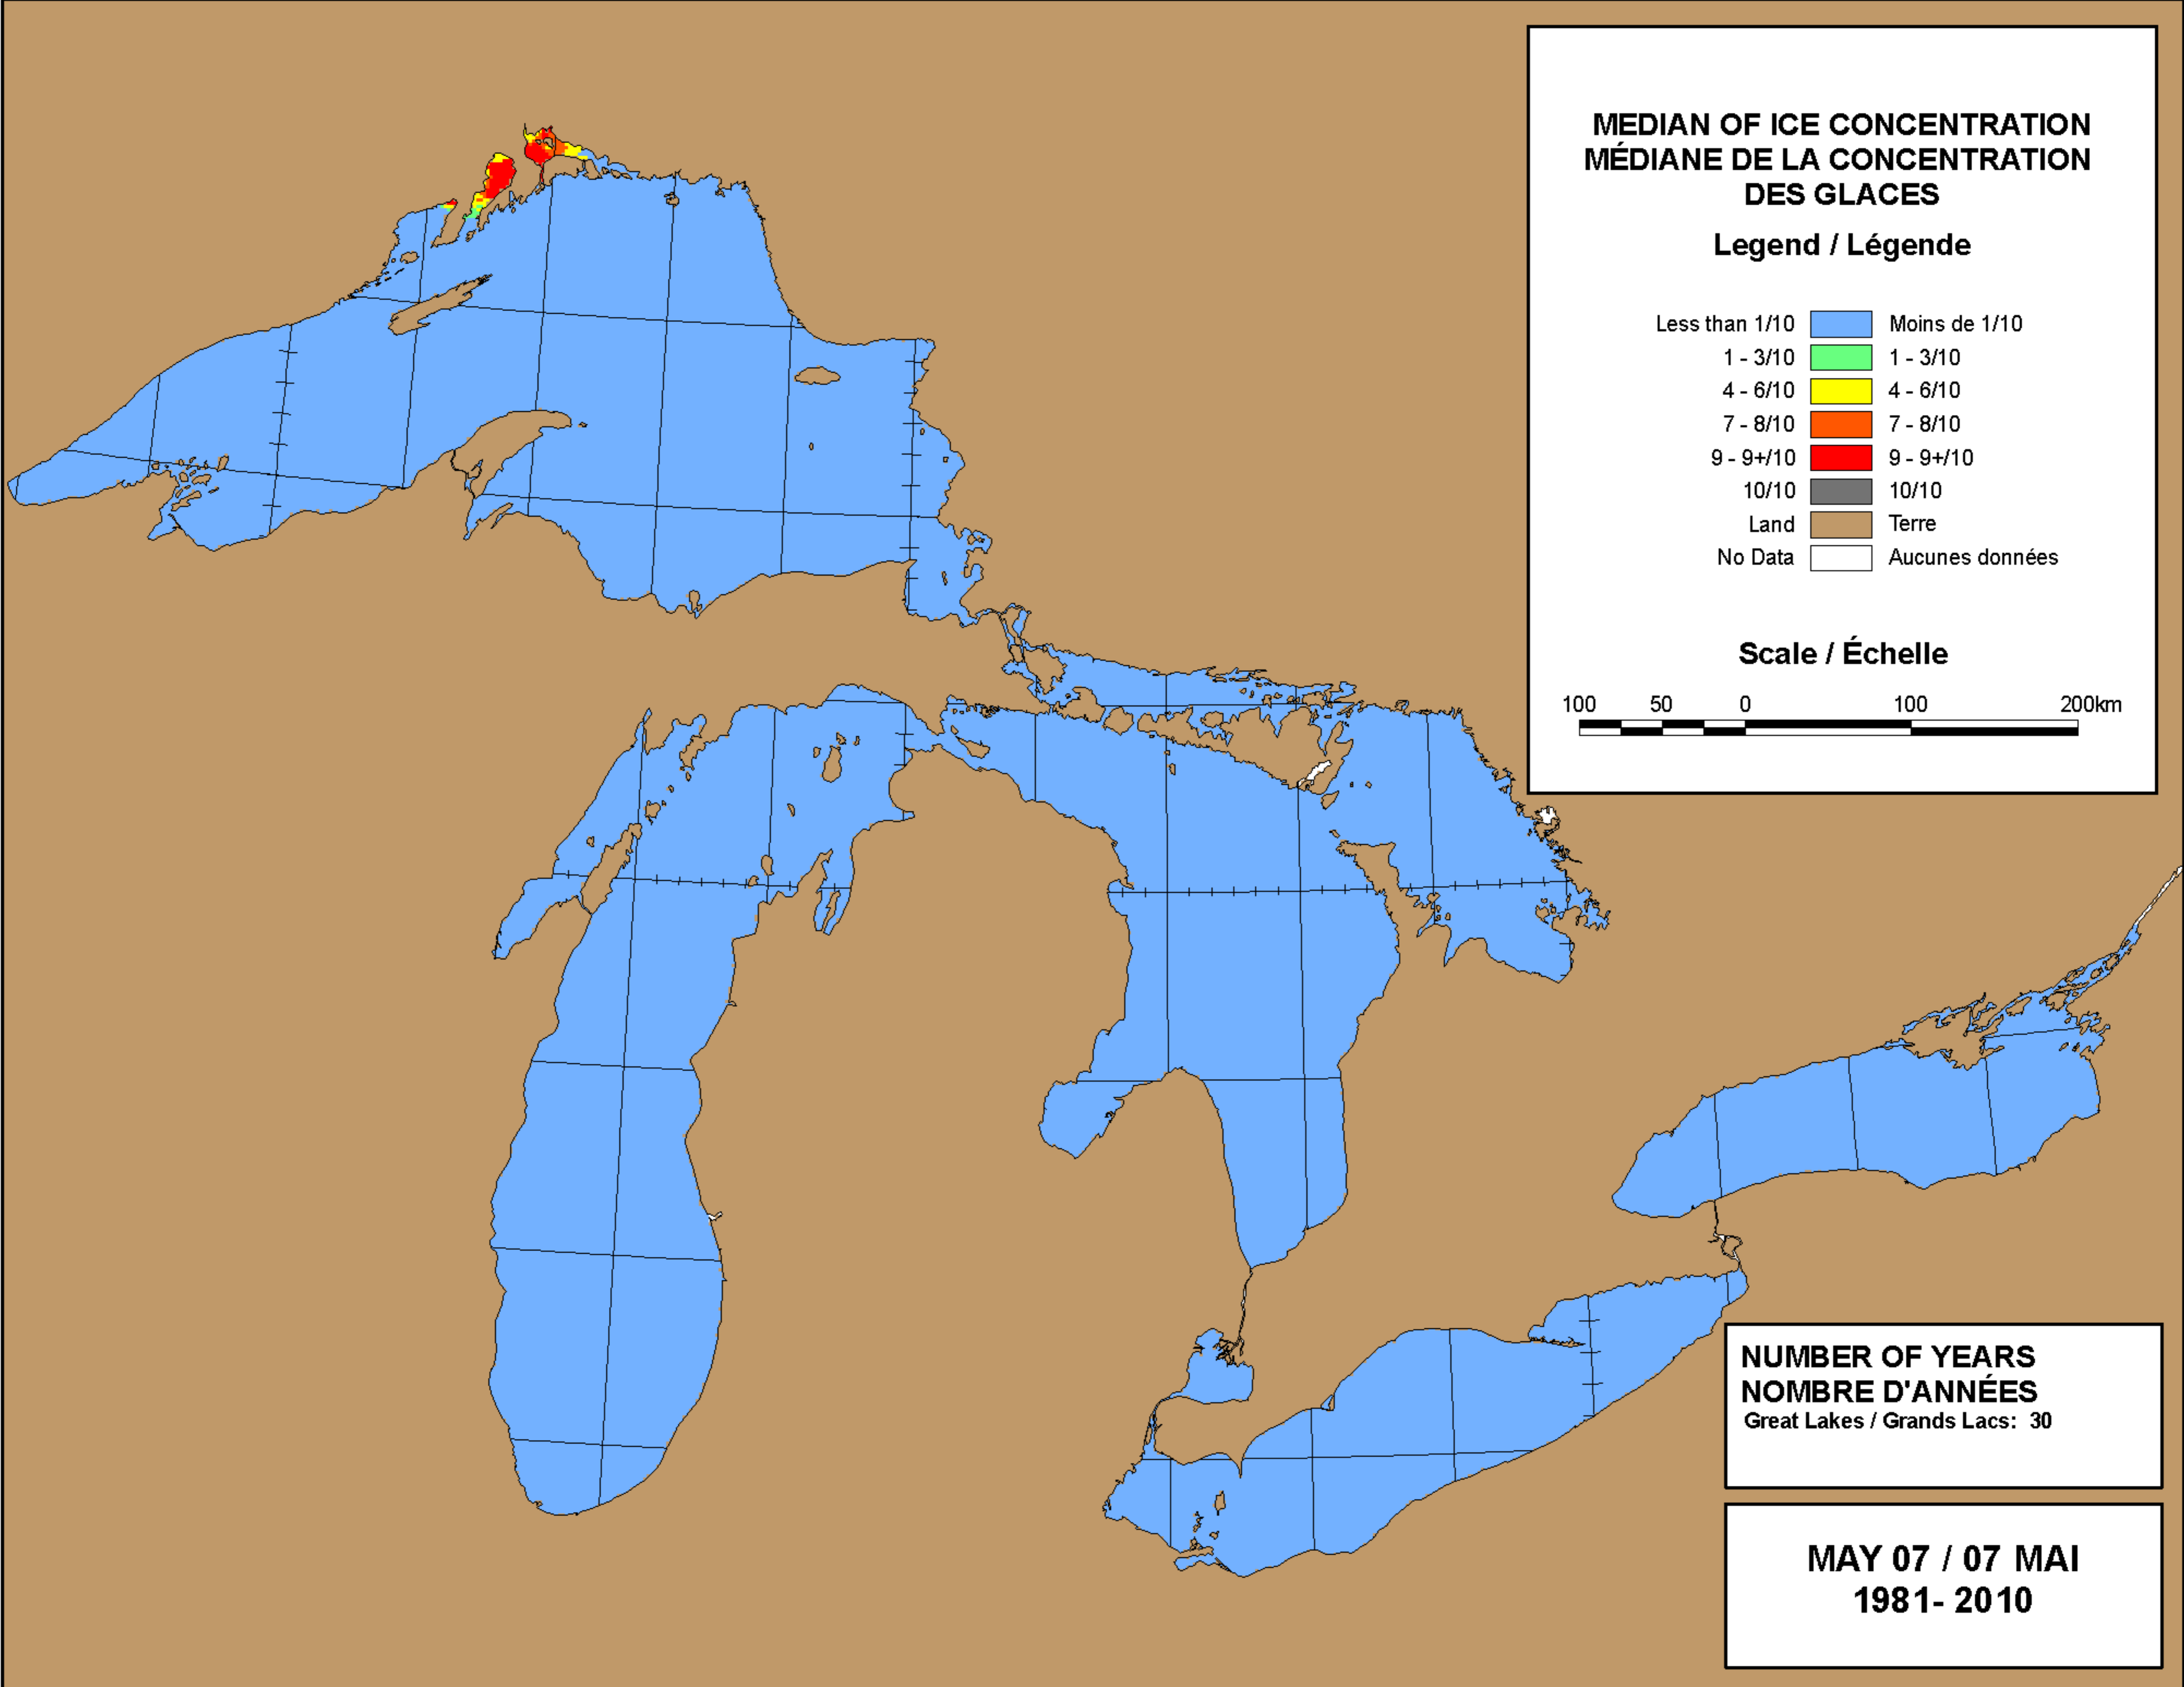 MEDIAN OF ICE CONCENTRATION
MÉDIANE DE LA CONCENTRATION
DES GLACES
Legend / Légende
Less than 1/10 Moins de 1/10
1 - 3/10 1 - 3/10
4 - 6/10 4 - 6/10
7 - 8/10 7 - 8/10
9 - 9+/10 9 - 9+/10
10/10 10/10
Land Terre
No Data Aucunes données
Scale / Échelle
100 50 0 100 200km
NUMBER OF YEARS
NOMBRE D'ANNÉES
Great Lakes / Grands Lacs: 30
MAY 07 / 07 MAI
1981- 2010